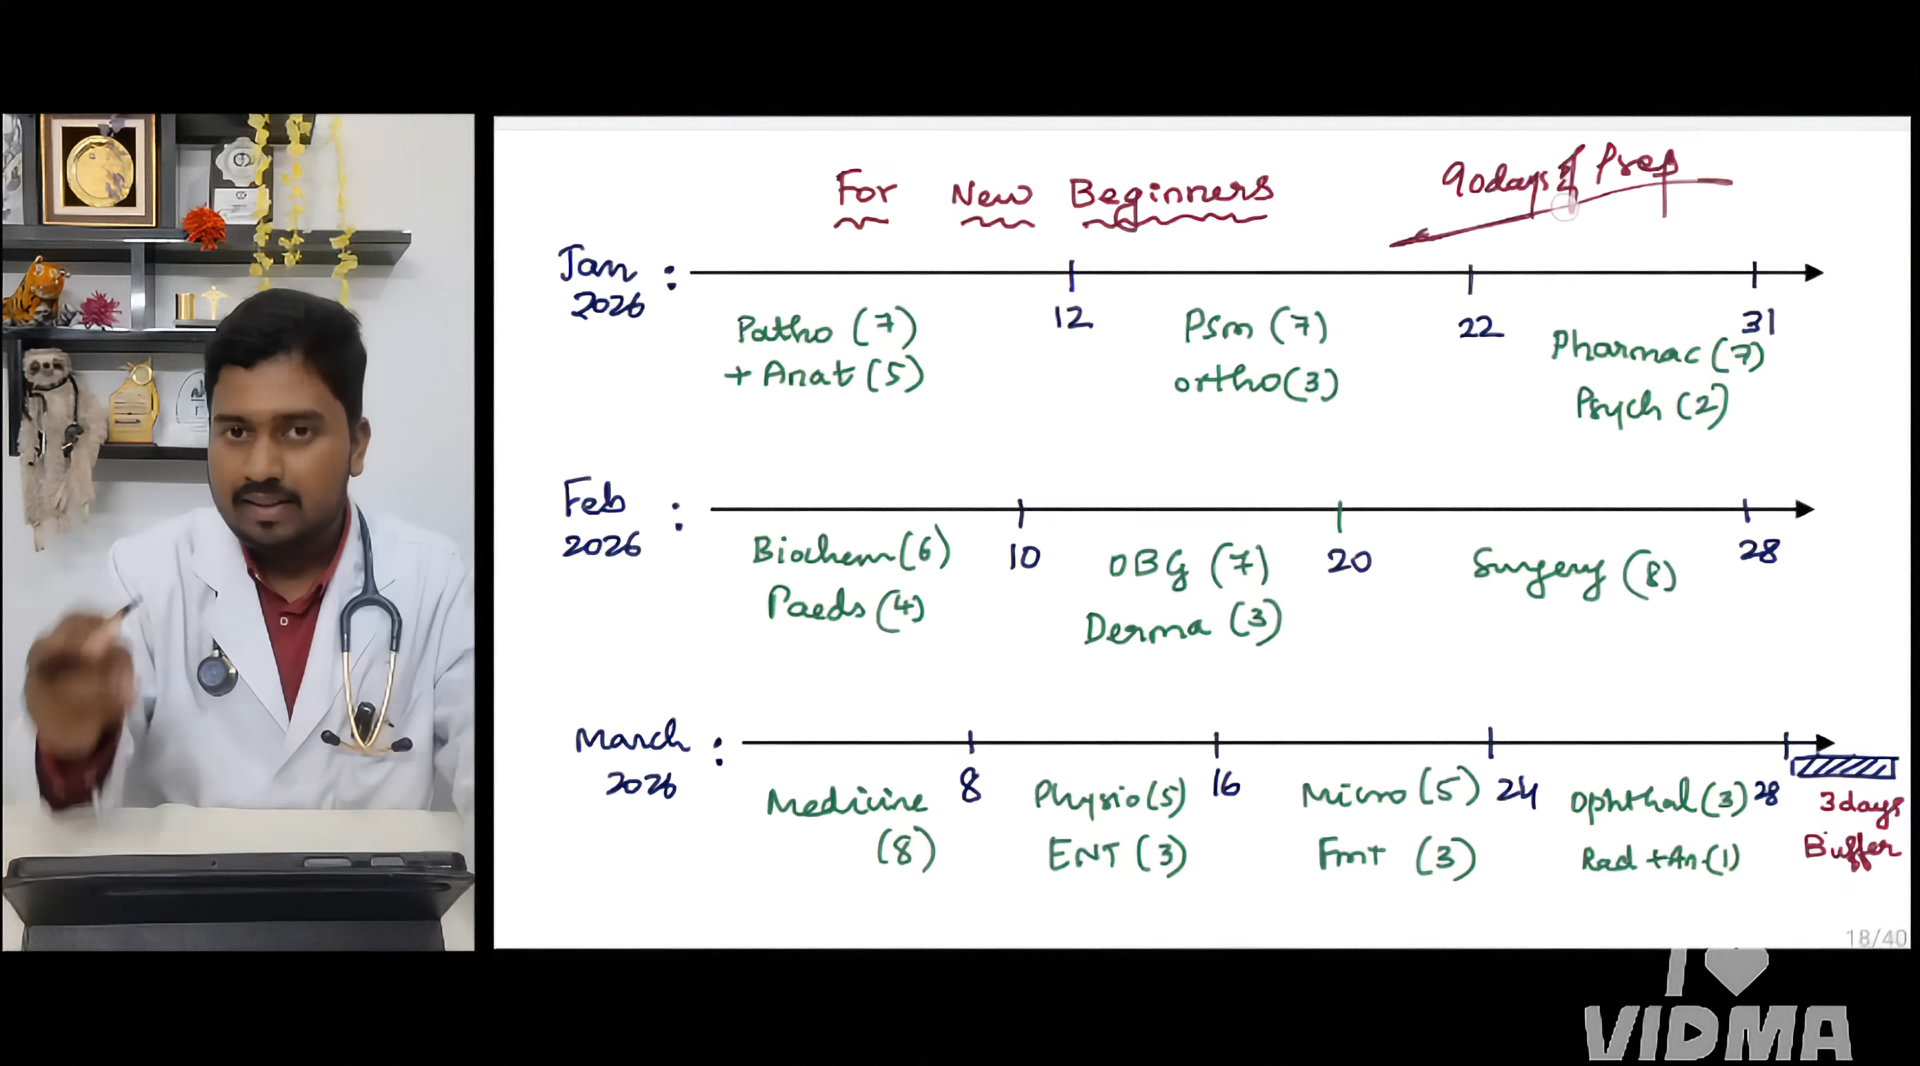 For New Beginners
90days of Prep
Jan 2026 :
12
22
31
Patho (7) + Anat (5)
Psm (7) ortho (3)
Pharmac (7) Psych (2)
Feb 2026 :
10
20
28
Biochem (6) Paeds (4)
OBG (7) Derma (3)
Surgery (8)
March 2026 :
8
16
24
28
Medicine (8)
Physio (5) ENT (3)
Micro (5) Fmt (3)
Ophthal (3) Rad + An (1)
3 days Buffer
18/40
I
VIDMA